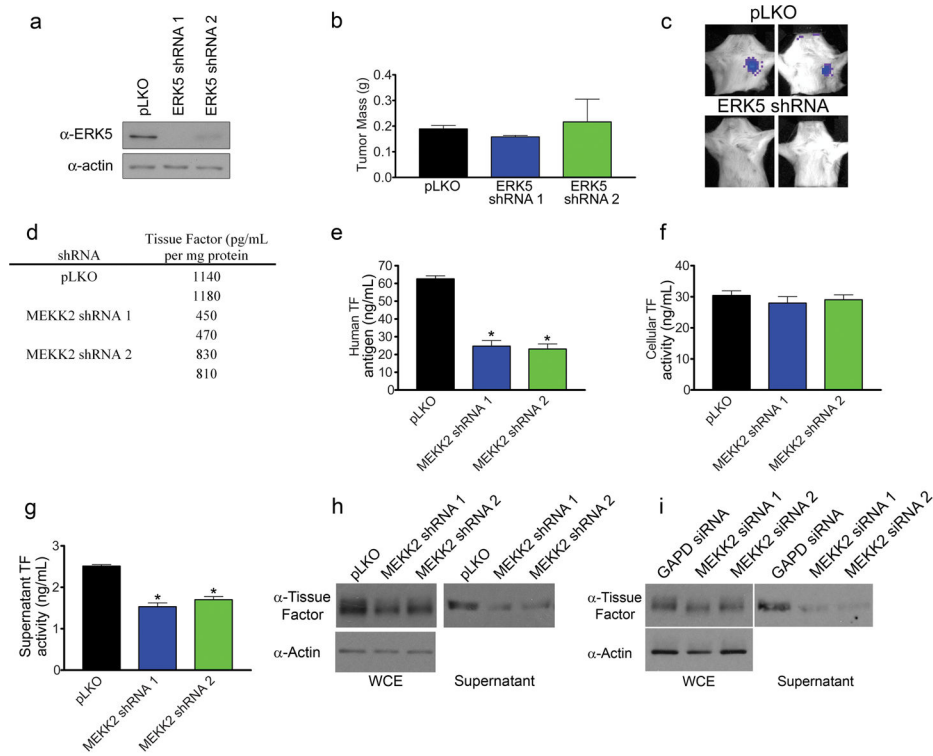 a
pLKO
ERK5 shRNA 1
ERK5 shRNA 2
α-ERK5
α-actin
b
Tumor Mass (g)
0.4
0.3
0.2
0.1
0.0
pLKO
ERK5
shRNA 1
ERK5
shRNA 2
c
pLKO
ERK5 shRNA
d
shRNA
Tissue Factor (pg/mL
per mg protein
pLKO
1140
1180
MEKK2 shRNA 1
450
470
MEKK2 shRNA 2
830
810
e
Human TF
antigen (ng/mL)
70
60
50
40
30
20
10
0
*
*
pLKO
MEKK2 shRNA 1
MEKK2 shRNA 2
f
Cellular TF
activity (ng/mL)
40
30
20
10
0
pLKO
MEKK2 shRNA 1
MEKK2 shRNA 2
g
Supernatant TF
activity (ng/mL)
3
2
1
0
*
*
pLKO
MEKK2 shRNA 1
MEKK2 shRNA 2
h
pLKO
MEKK2 shRNA 1
MEKK2 shRNA 2
pLKO
MEKK2 shRNA 1
MEKK2 shRNA 2
α-Tissue
Factor
α-Actin
WCE
Supernatant
i
GAPD siRNA
MEKK2 siRNA 1
MEKK2 siRNA 2
GAPD siRNA
MEKK2 siRNA 1
MEKK2 siRNA 2
α-Tissue
Factor
α-Actin
WCE
Supernatant